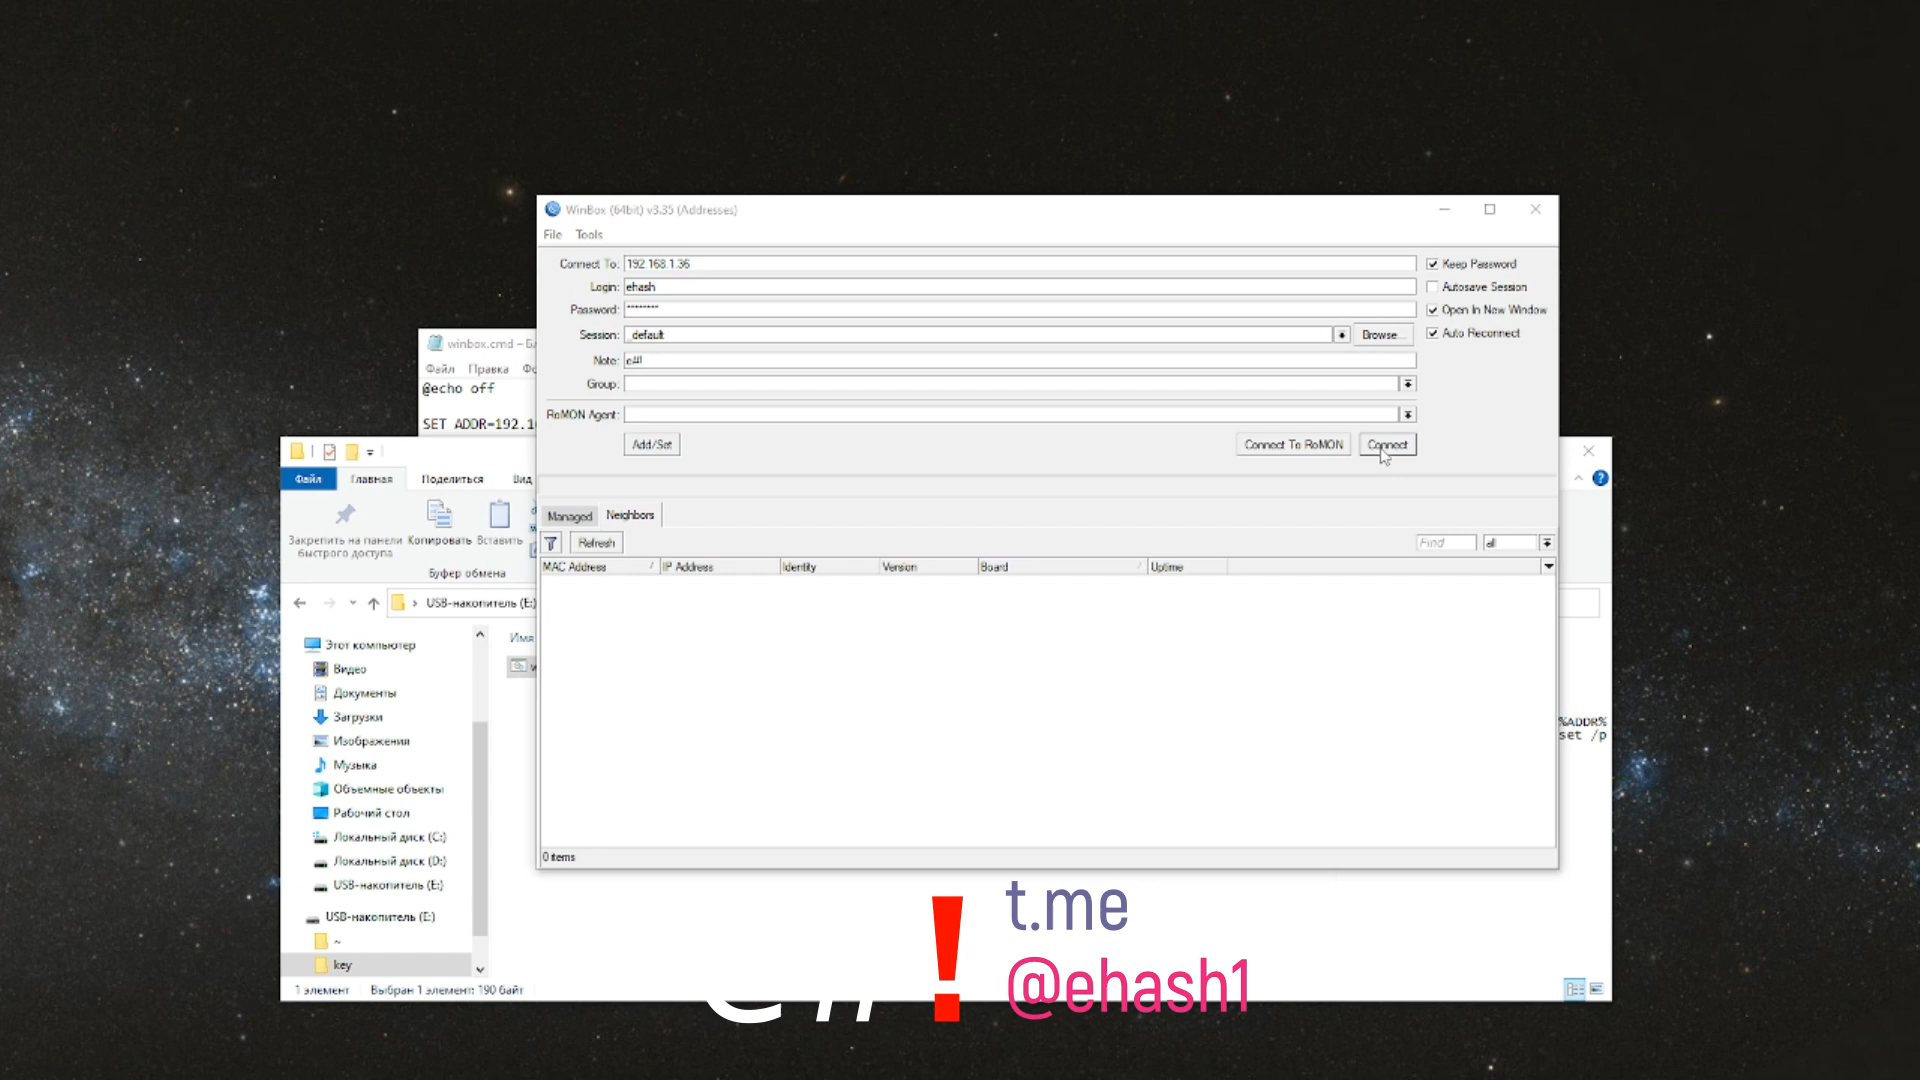 WinBox (64bit) v3.35 (Addresses)
File Tools
Connect To: 192.168.1.36
Keep Password
Login: ehash
Autosave Session
Password: ********
Open In New Window
Session: _default
Browse...
Auto Reconnect
Note: e#!
Group:
RoMON Agent:
Add/Set
Connect To RoMON
Connect
Managed
Neighbors
Refresh
Find
all
MAC Address
IP Address
Identity
Version
Board
Uptime
0 items
winbox.cmd –
Файл Правка
@echo off
SET ADDR=192.1
Файл
Главная
Поделиться
Вид
Закрепить на панели
быстрого доступа
Копировать
Вставить
Буфер обмена
USB-накопитель (E:)
Имя
Этот компьютер
Видео
Документы
Загрузки
Изображения
Музыка
Объемные объекты
Рабочий стол
Локальный диск (C:)
Локальный диск (D:)
USB-накопитель (E:)
USB-накопитель (E:)
~
key
1 элемент
Выбран 1 элемент: 190 байт
%ADDR%
set /p
!
t.me
@ehash1